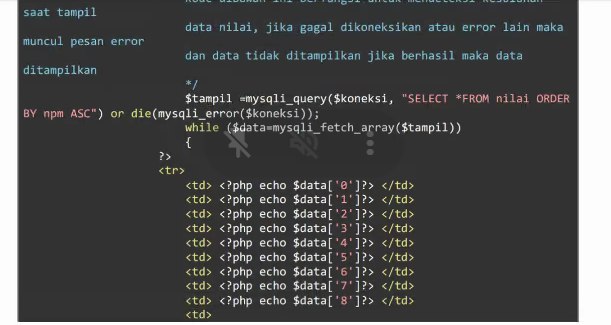 kode dibawah ini berfungsi untuk mendeteksi kesalahan
saat tampil
data nilai, jika gagal dikoneksikan atau error lain maka
muncul pesan error
dan data tidak ditampilkan jika berhasil maka data
ditampilkan
*/
$tampil =mysqli_query($koneksi, "SELECT *FROM nilai ORDER
BY npm ASC") or die(mysqli_error($koneksi));
while ($data=mysqli_fetch_array($tampil))
{
?>
<tr>
<td> <?php echo $data['0']?> </td>
<td> <?php echo $data['1']?> </td>
<td> <?php echo $data['2']?> </td>
<td> <?php echo $data['3']?> </td>
<td> <?php echo $data['4']?> </td>
<td> <?php echo $data['5']?> </td>
<td> <?php echo $data['6']?> </td>
<td> <?php echo $data['7']?> </td>
<td> <?php echo $data['8']?> </td>
<td>